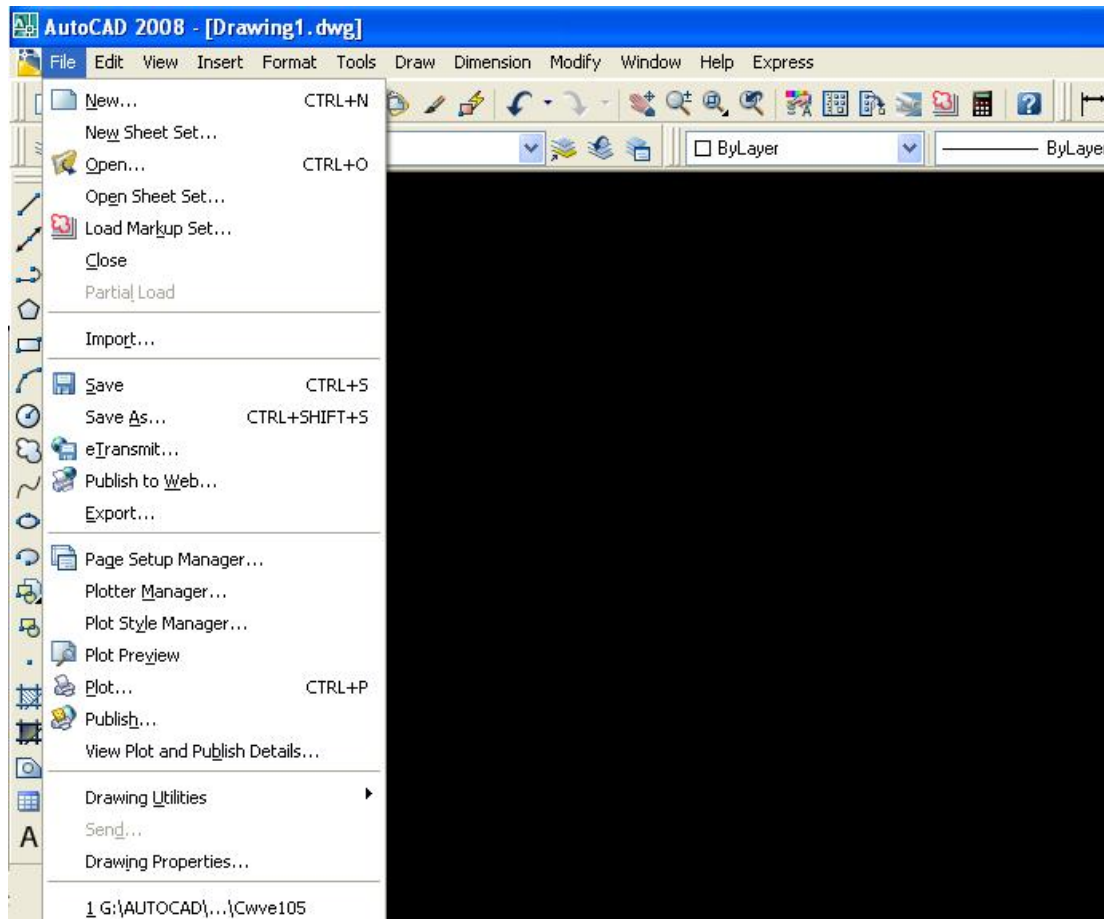 AutoCAD 2008 - [Drawing1.dwg]
File Edit View Insert Format Tools Draw Dimension Modify Window Help Express
New... CTRL+N
New Sheet Set...
Open... CTRL+O
ByLayer ByLayer
Open Sheet Set...
Load Markup Set...
Close
Partial Load
Import...
Save CTRL+S
Save As... CTRL+SHIFT+S
eTransmit...
Publish to Web...
Export...
Page Setup Manager...
Plotter Manager...
Plot Style Manager...
Plot Preview
Plot... CTRL+P
Publish...
View Plot and Publish Details...
Drawing Utilities
A
Send...
Drawing Properties...
1 G:\AUTOCAD\...\Cwve105